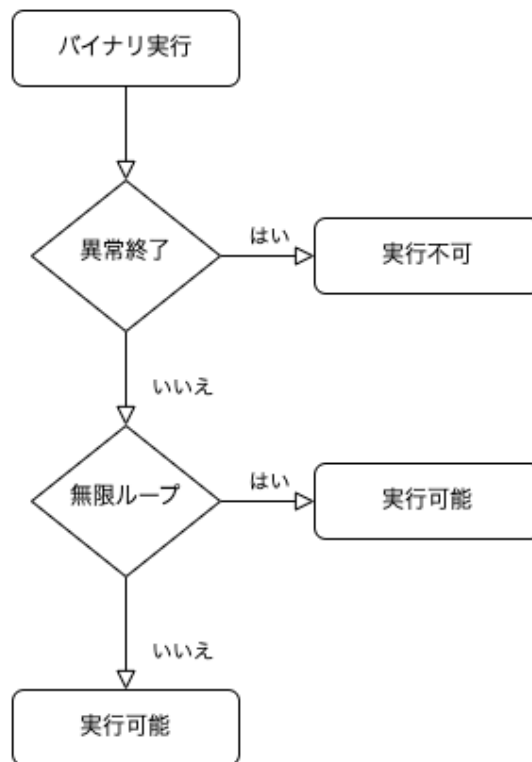 バイナリ実行
異常終了
はい
実行不可
いいえ
無限ループ
はい
実行可能
いいえ
実行可能